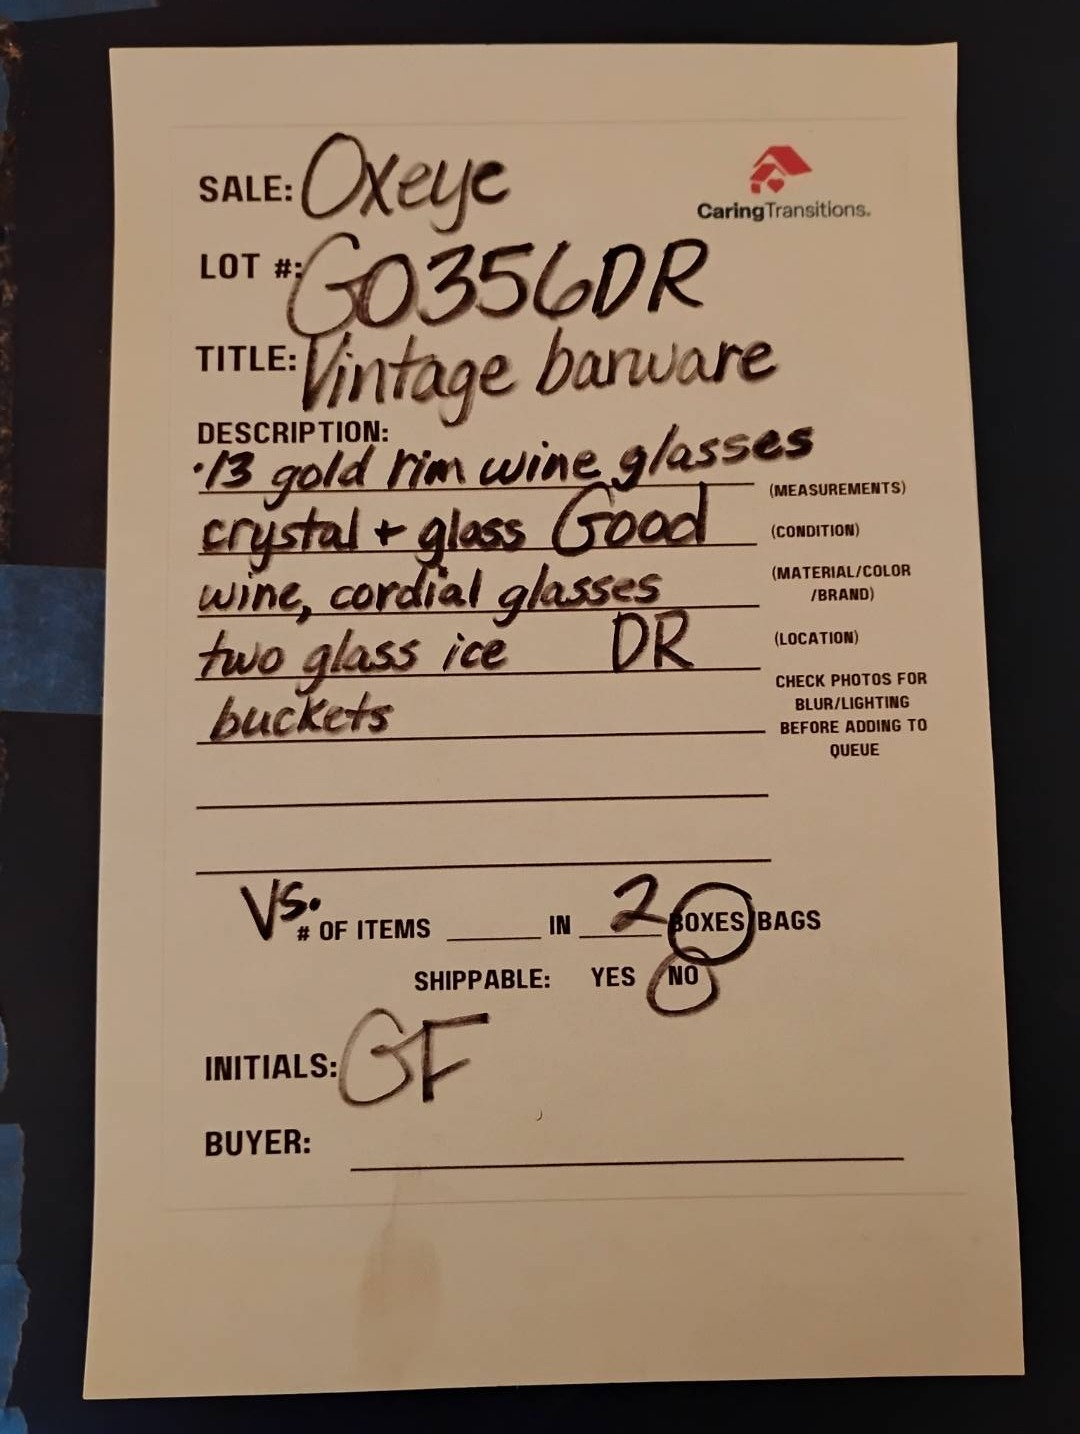 SALE: Oxeye
CaringTransitions.
LOT #: GO356DR
TITLE: Vintage barware
DESCRIPTION:
·13 gold rim wine glasses
(MEASUREMENTS)
crystal + glass Good
(CONDITION)
wine, cordial glasses
(MATERIAL/COLOR
/BRAND)
two glass ice DR
(LOCATION)
buckets
CHECK PHOTOS FOR
BLUR/LIGHTING
BEFORE ADDING TO
QUEUE
VS. # OF ITEMS ____ IN 2 BOXES/BAGS
SHIPPABLE: YES / NO
INITIALS: GF
BUYER: